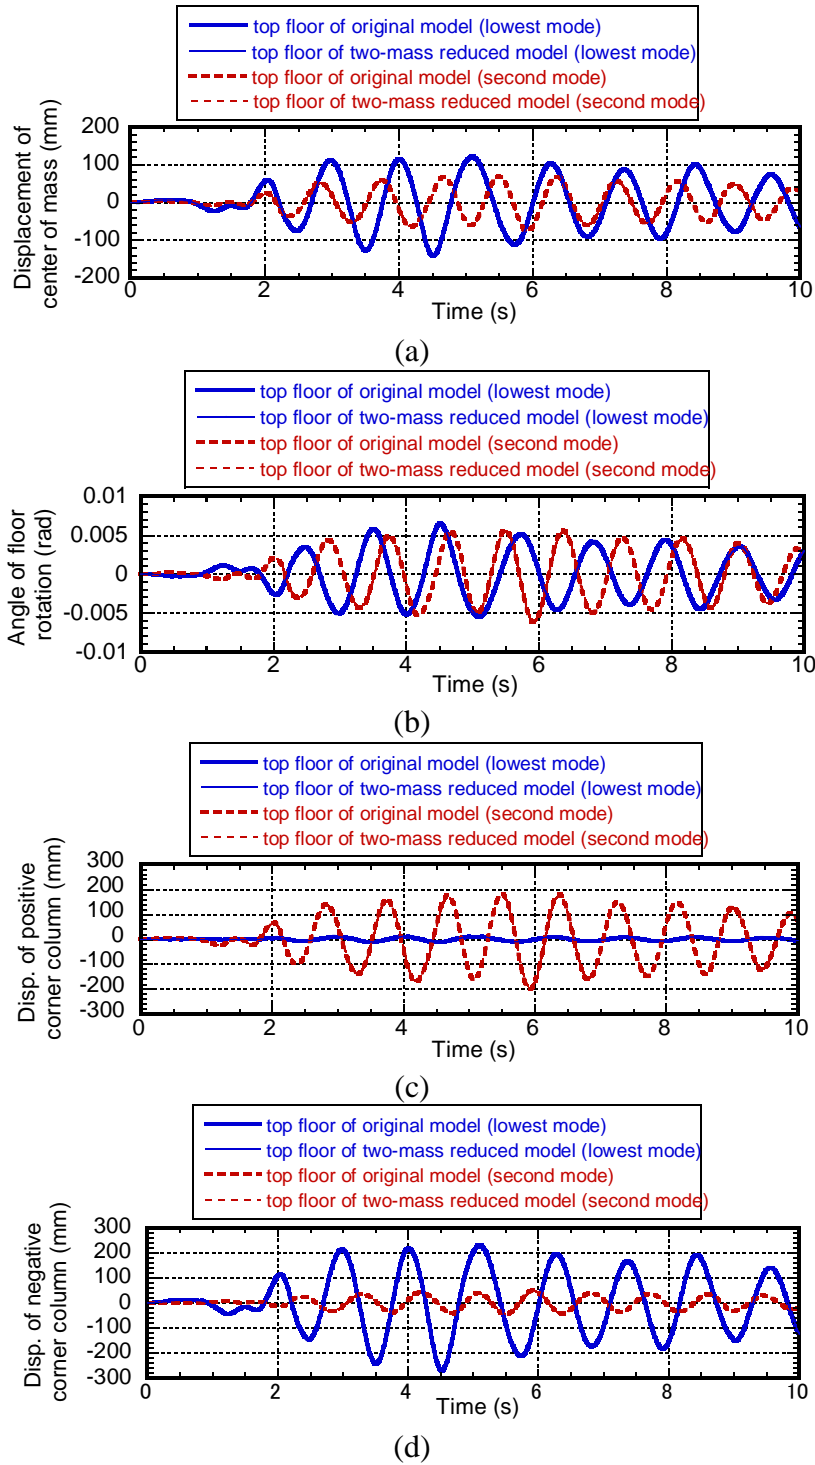 top floor of original model (lowest mode)
top floor of two-mass reduced model (lowest mode)
top floor of original model (second mode)
top floor of two-mass reduced model (second mode)
Displacement of
center of mass (mm)
200
100
0
-100
-200
0 2 4 6 8 10
Time (s)
(a)
top floor of original model (lowest mode)
top floor of two-mass reduced model (lowest mode)
top floor of original model (second mode)
top floor of two-mass reduced model (second mode)
Angle of floor
rotation (rad)
0.01
0.005
0
-0.005
-0.01
0 2 4 6 8 10
Time (s)
(b)
top floor of original model (lowest mode)
top floor of two-mass reduced model (lowest mode)
top floor of original model (second mode)
top floor of two-mass reduced model (second mode)
Disp. of positive
corner column (mm)
300
200
100
0
-100
-200
-300
0 2 4 6 8 10
Time (s)
(c)
top floor of original model (lowest mode)
top floor of two-mass reduced model (lowest mode)
top floor of original model (second mode)
top floor of two-mass reduced model (second mode)
Disp. of negative
corner column (mm)
300
200
100
0
-100
-200
-300
0 2 4 6 8 10
Time (s)
(d)